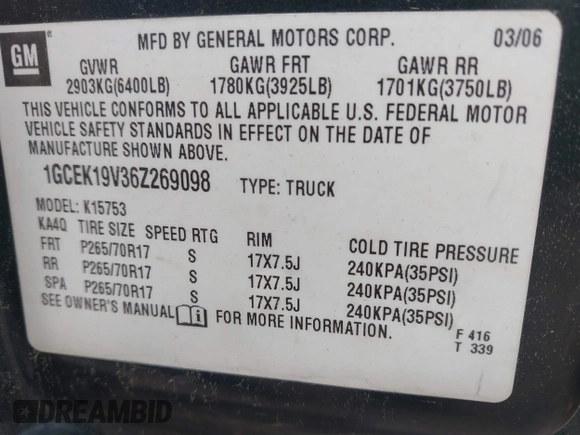 GM
MFD BY GENERAL MOTORS CORP. 03/06
GVWR GAWR FRT GAWR RR
2903KG(6400LB) 1780KG(3925LB) 1701KG(3750LB)
THIS VEHICLE CONFORMS TO ALL APPLICABLE U.S. FEDERAL MOTOR
VEHICLE SAFETY STANDARDS IN EFFECT ON THE DATE OF
MANUFACTURE SHOWN ABOVE.
1GCEK19V36Z269098 TYPE: TRUCK
MODEL: K15753
KA4Q TIRE SIZE SPEED RTG RIM COLD TIRE PRESSURE
FRT P265/70R17 S 17X7.5J 240KPA(35PSI)
RR P265/70R17 S 17X7.5J 240KPA(35PSI)
SPA P265/70R17 S 17X7.5J 240KPA(35PSI)
SEE OWNER'S MANUAL i FOR MORE INFORMATION.
F 416
T 339
DREAMBID